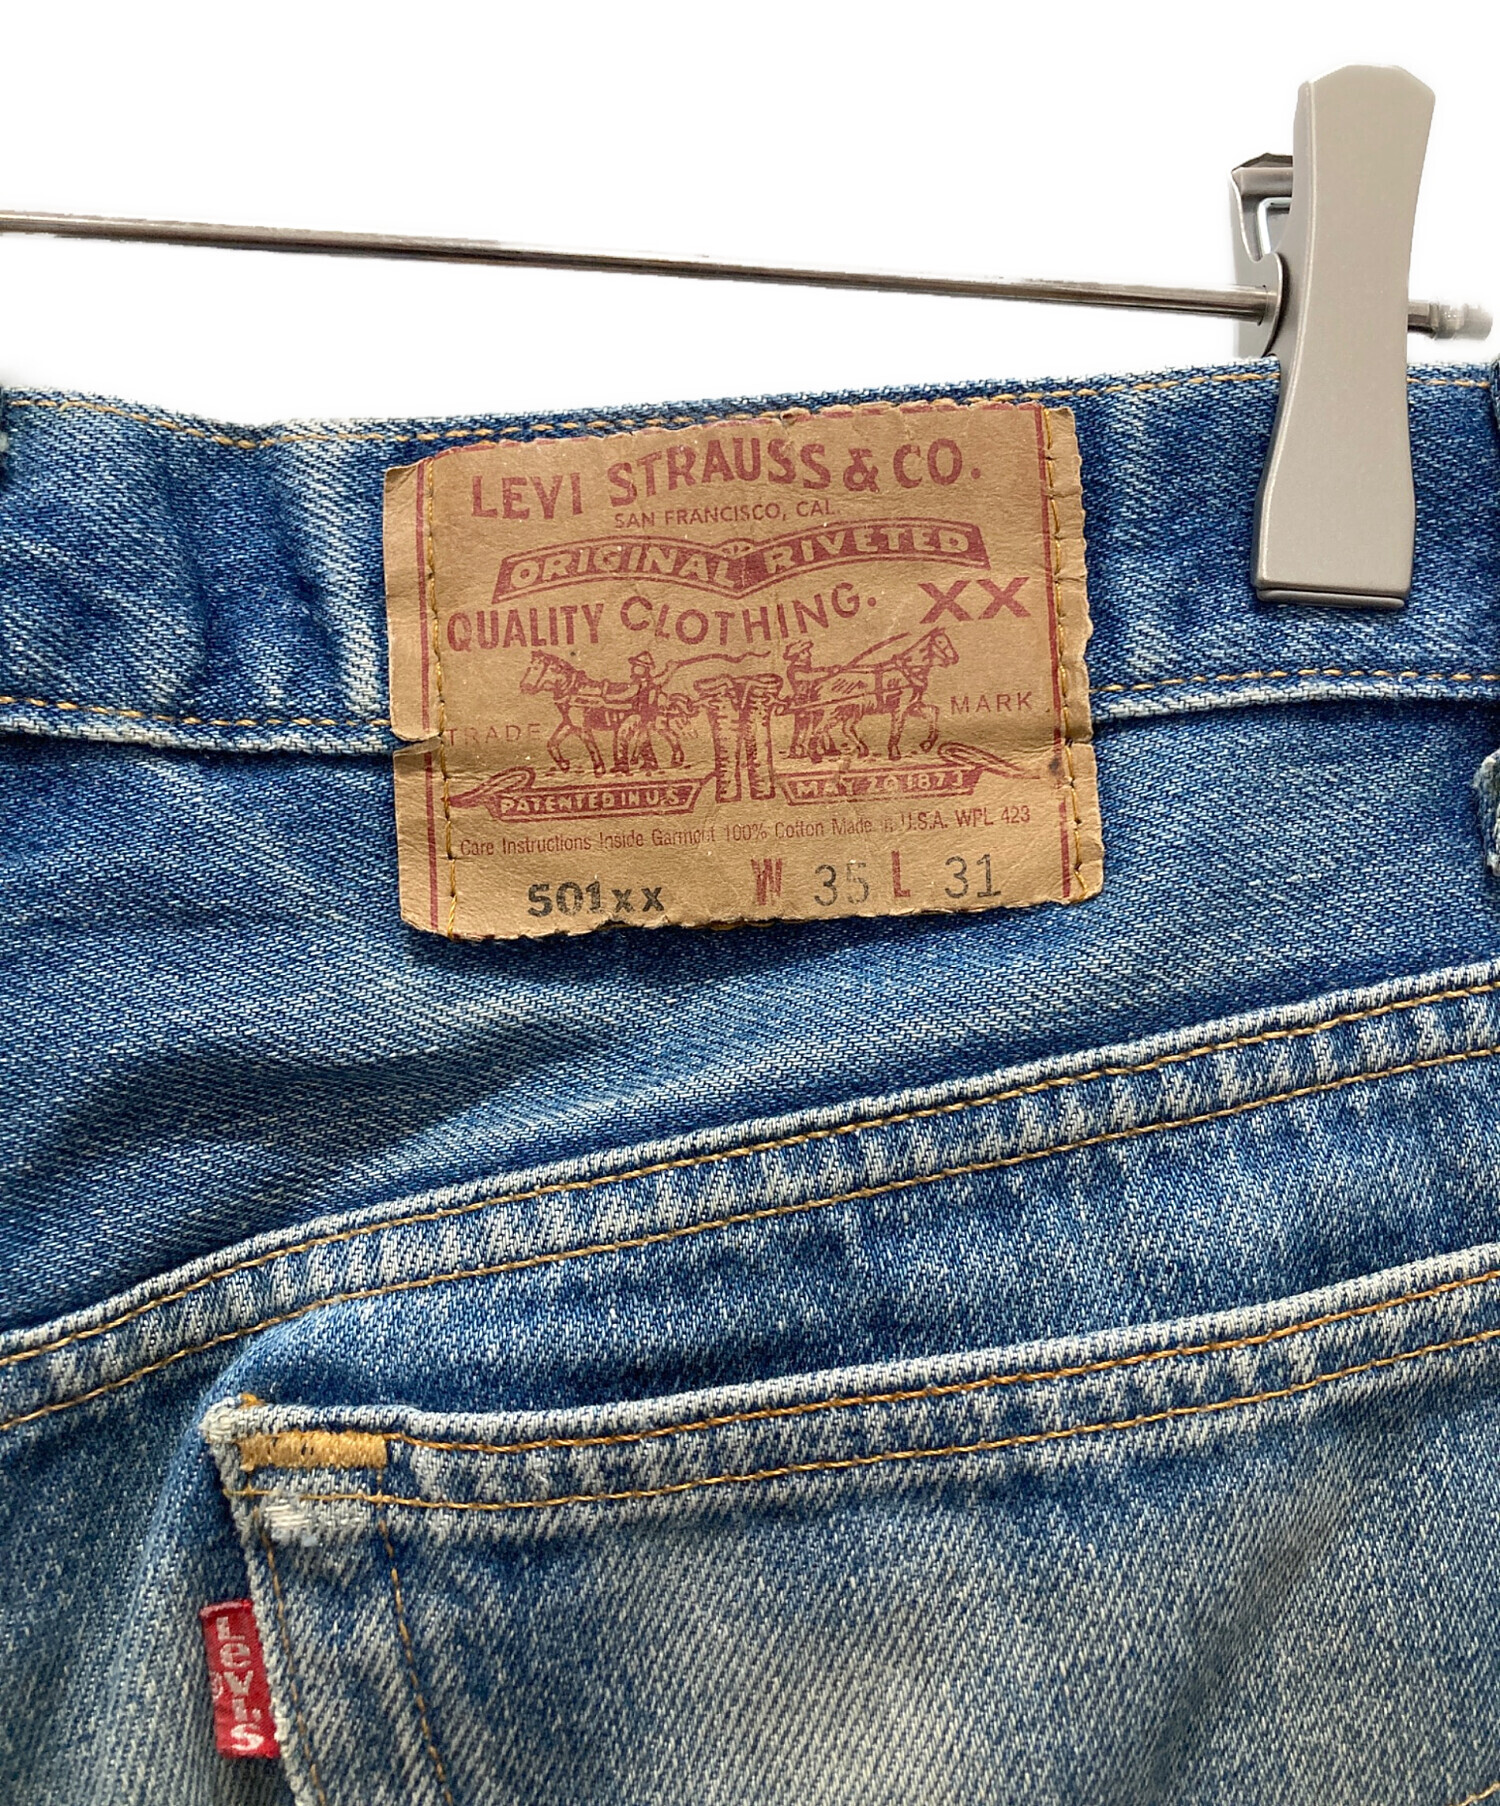 LEVI STRAUSS & CO.
SAN FRANCISCO, CAL.
ORIGINAL RIVETED
QUALITY CLOTHING. XX
TRADE MARK
PATENTED IN U.S. MAY 20 1873
Care Instructions Inside Garment 100% Cotton Made in U.S.A. WPL 423
501xx W 35 L 31
LeVI'S